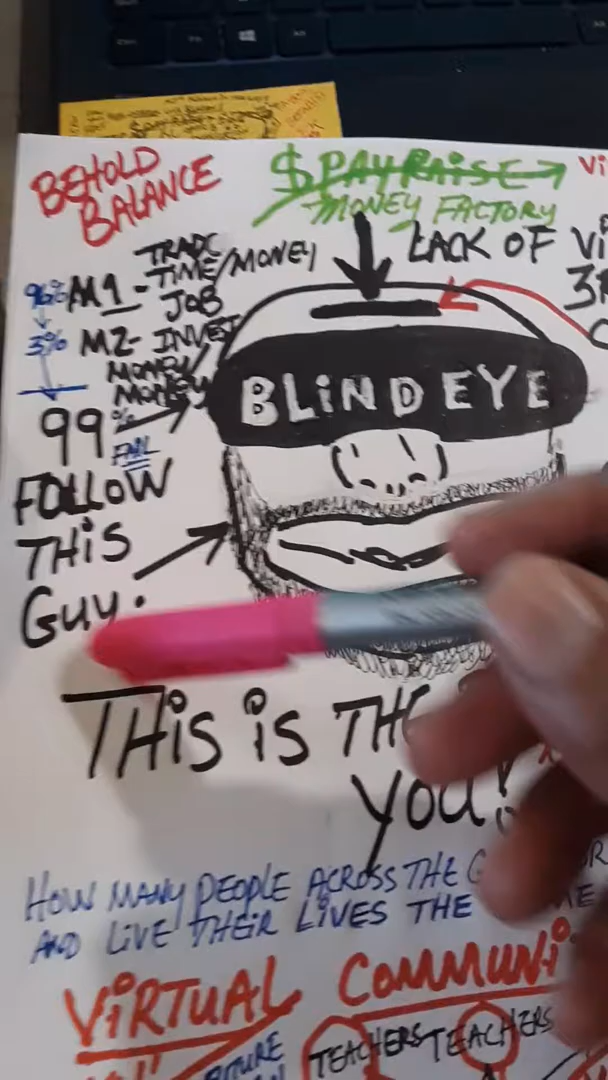 BEHOLD
BALANCE
$ PAY RAISE
MONEY FACTORY
LACK OF Vi
96% M1 - TRADE
TIME/MONEY
JOB
3% M2- INVEST
MONEY/
MONEY
99%
FAIL
FOLLOW
THiS
Guy.
BLiNDEYE
THiS iS TH
you!
HOW MANY PEOPLE ACROSS THE G
AND LiVE THEiR LiVES THE
ViRTUAL COMMUNi
TEACHERS TEACHERS